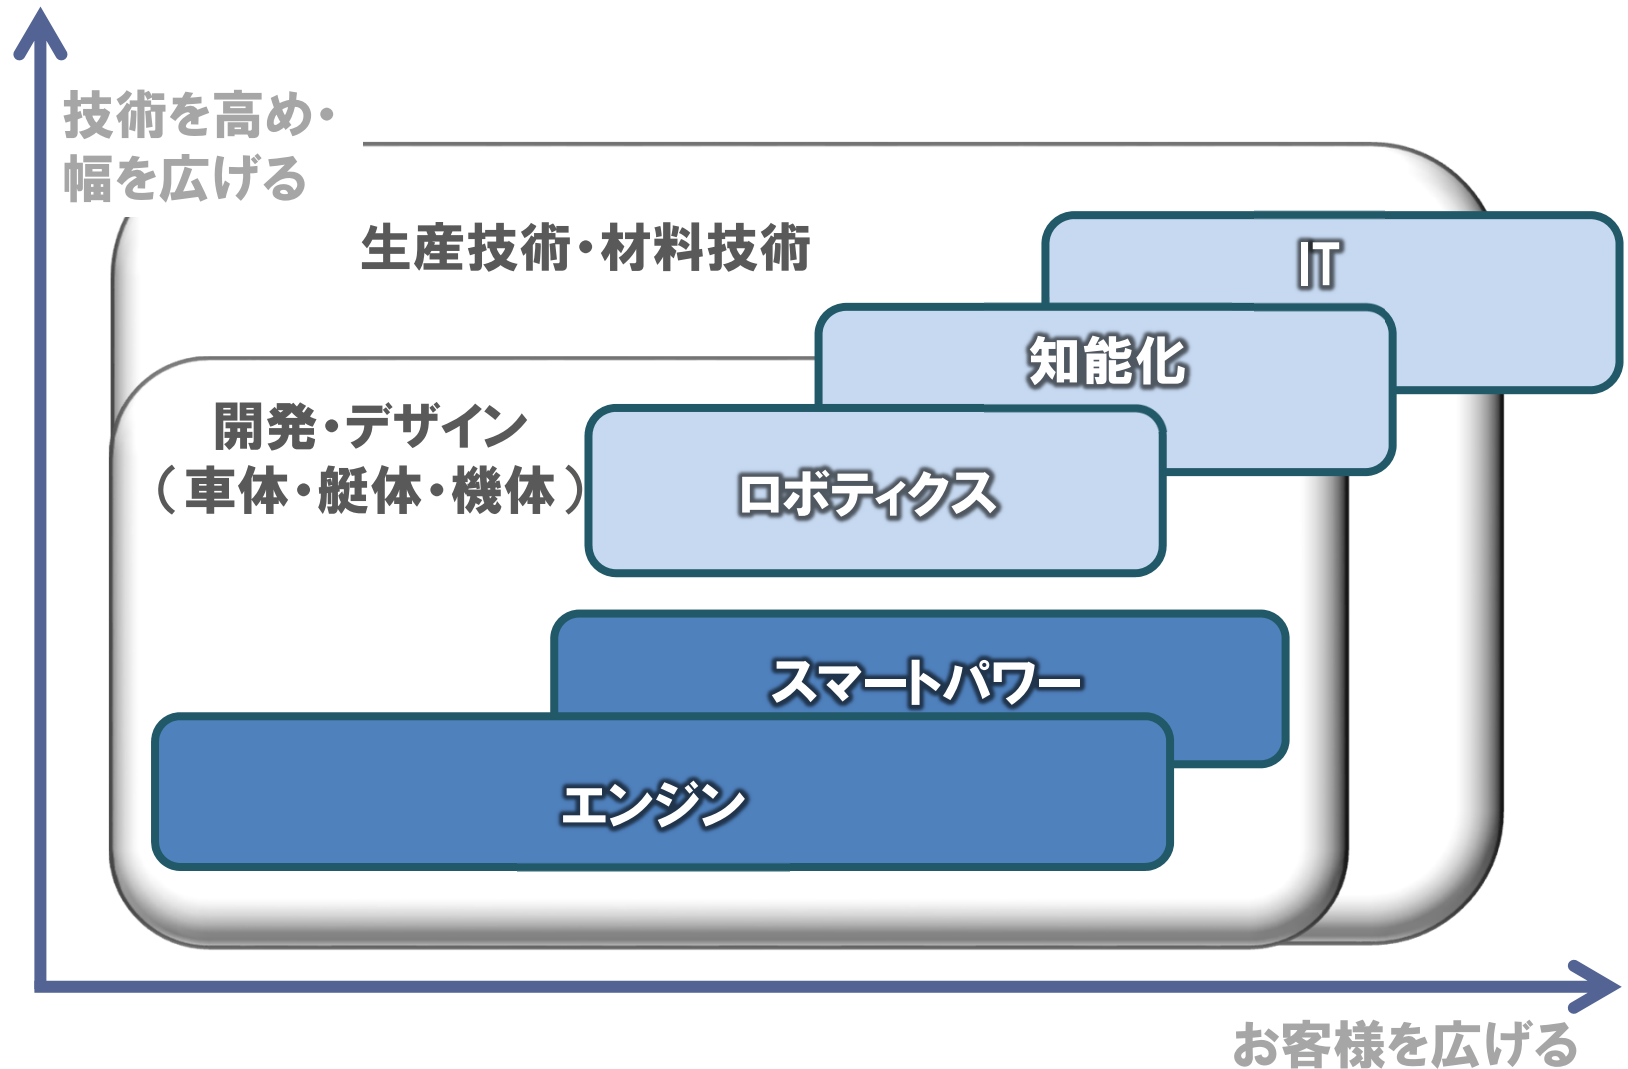 技術を高め・
幅を広げる
生産技術・材料技術
IT
知能化
開発・デザイン
（車体・艇体・機体）
ロボティクス
スマートパワー
エンジン
お客様を広げる